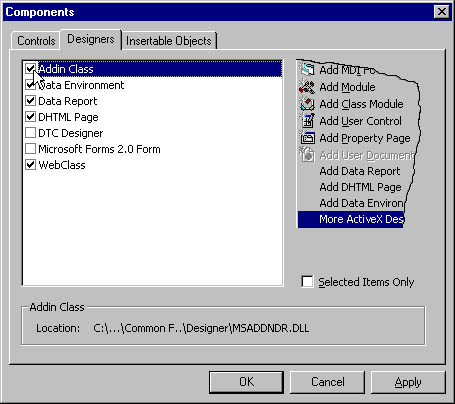 Components
Controls Designers Insertable Objects
Addin Class
Data Environment
Data Report
DHTML Page
DTC Designer
Microsoft Forms 2.0 Form
WebClass
Add MDI Fo
Add Module
Add Class Module
Add User Control
Add Property Page
Add User Document
Add Data Report
Add DHTML Page
Add Data Environ
More ActiveX Des
Selected Items Only
Addin Class
Location: C:\...\Common F..\Designer\MSADDNDR.DLL
OK Cancel Apply